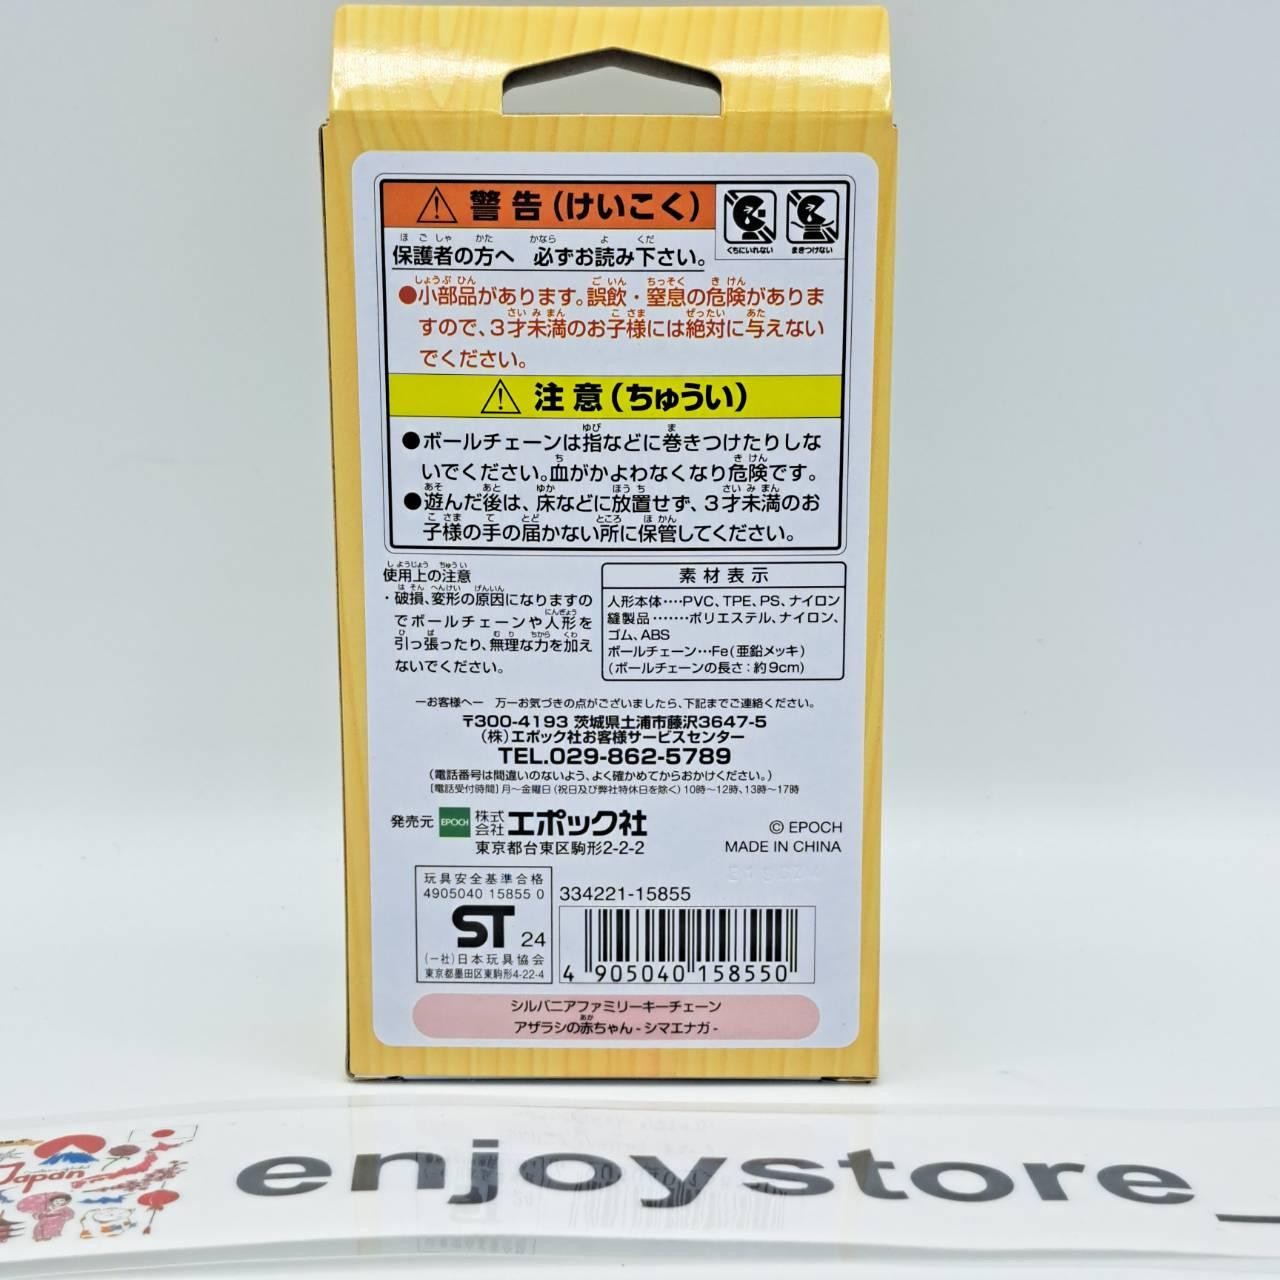 警告(けいこく)
くちにいれない
まきつけない
保護者の方へ 必ずお読み下さい。
●小部品があります。誤飲・窒息の危険がありま
すので、3才未満のお子様には絶対に与えない
でください。
注意(ちゅうい)
●ボールチェーンは指などに巻きつけたりしな
いでください。血がかよわなくなり危険です。
●遊んだ後は、床などに放置せず、3才未満のお
子様の手の届かない所に保管してください。
使用上の注意
・破損、変形の原因になりますの
でボールチェーンや人形を
引っ張ったり、無理な力を加え
ないでください。
素材表示
人形本体‥‥PVC、TPE、PS、ナイロン
縫製品‥‥‥‥ポリエステル、ナイロン、
ゴム、ABS
ボールチェーン…Fe(亜鉛メッキ)
(ボールチェーンの長さ:約9cm)
ーお客様へー 万一お気づきの点がございましたら、下記までご連絡ください。
〒300-4193 茨城県土浦市藤沢3647-5
(株)エポック社お客様サービスセンター
TEL.029-862-5789
(電話番号は間違いのないよう、よく確かめてからおかけください。)
[電話受付時間]月~金曜日(祝日及び弊社特休日を除く)10時~12時、13時~17時
発売元 EPOCH 株式会社エポック社
東京都台東区駒形2-2-2
© EPOCH
MADE IN CHINA
玩具安全基準合格
4905040 15855 0
ST 24
(一社)日本玩具協会
東京都墨田区東駒形4-22-4
334221-15855
4 905040 158550
シルバニアファミリーキーチェーン
アザラシの赤ちゃん-シマエナガ-
Japan
enjoystore_